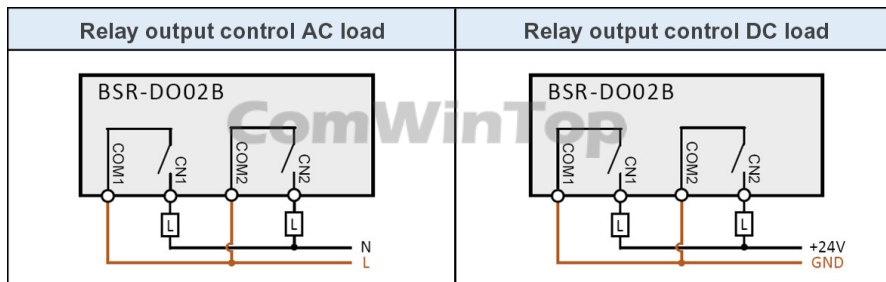 Relay output control AC load
Relay output control DC load
BSR-DO02B
BSR-DO02B
ComWinTop
COM1
CN1
COM2
CN2
COM1
CN1
COM2
CN2
L
L
L
L
N
L
+24V
GND